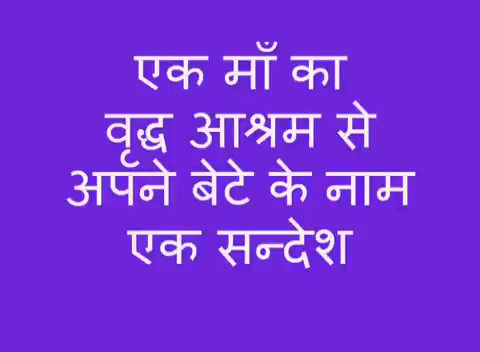 एक माँ का
वृद्ध आश्रम से
अपने बेटे के नाम
एक सन्देश